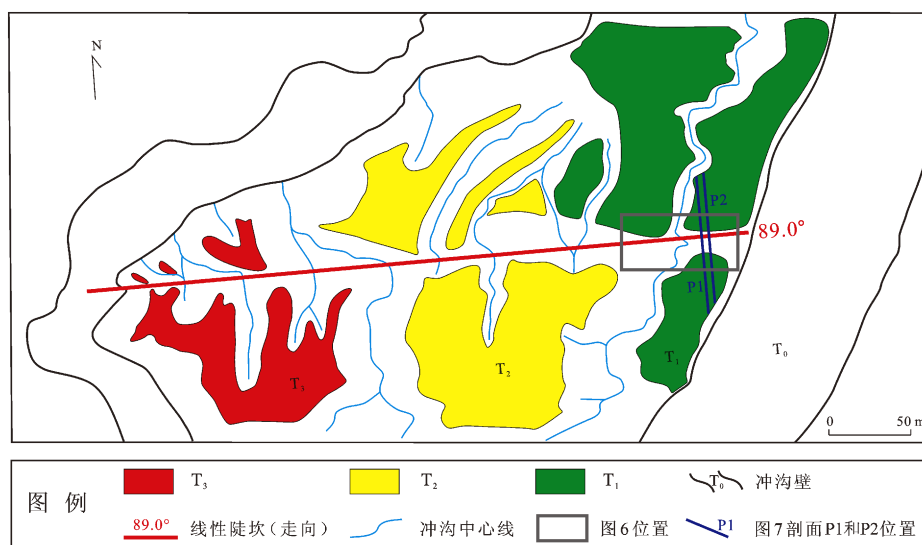 N
P2
89.0°
P1
T₃
T₂
T₁
T₀
0 50 m
图 例
T₃ T₂ T₁ T₀ 冲沟壁
89.0° 线性陡坎(走向) 冲沟中心线 图6位置 P1 图7剖面P1和P2位置